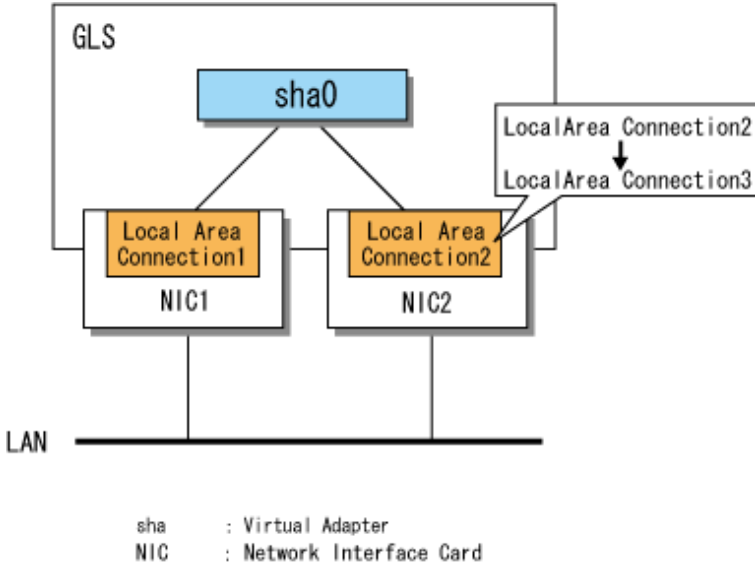 GLS
sha0
LocalArea Connection2
LocalArea Connection3
Local Area
Connection1
NIC1
Local Area
Connection2
NIC2
LAN
sha : Virtual Adapter
NIC : Network Interface Card